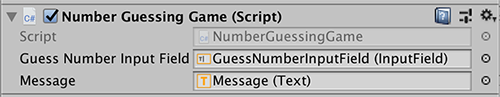 Number Guessing Game (Script)
Script NumberGuessingGame
Guess Number Input Field GuessNumberInputField (InputField)
Message Message (Text)